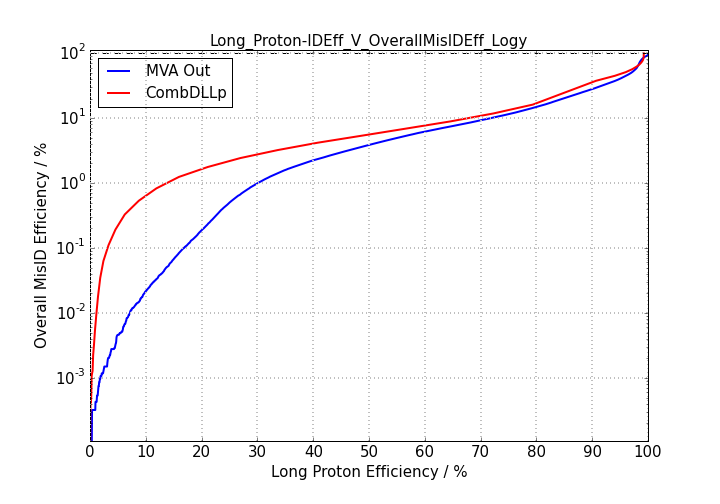 Long_Proton-IDEff_V_OverallMisIDEff_Logy
MVA Out
CombDLLp
Overall MisID Efficiency / %
10^2
10^1
10^0
10^-1
10^-2
10^-3
0 10 20 30 40 50 60 70 80 90 100
Long Proton Efficiency / %